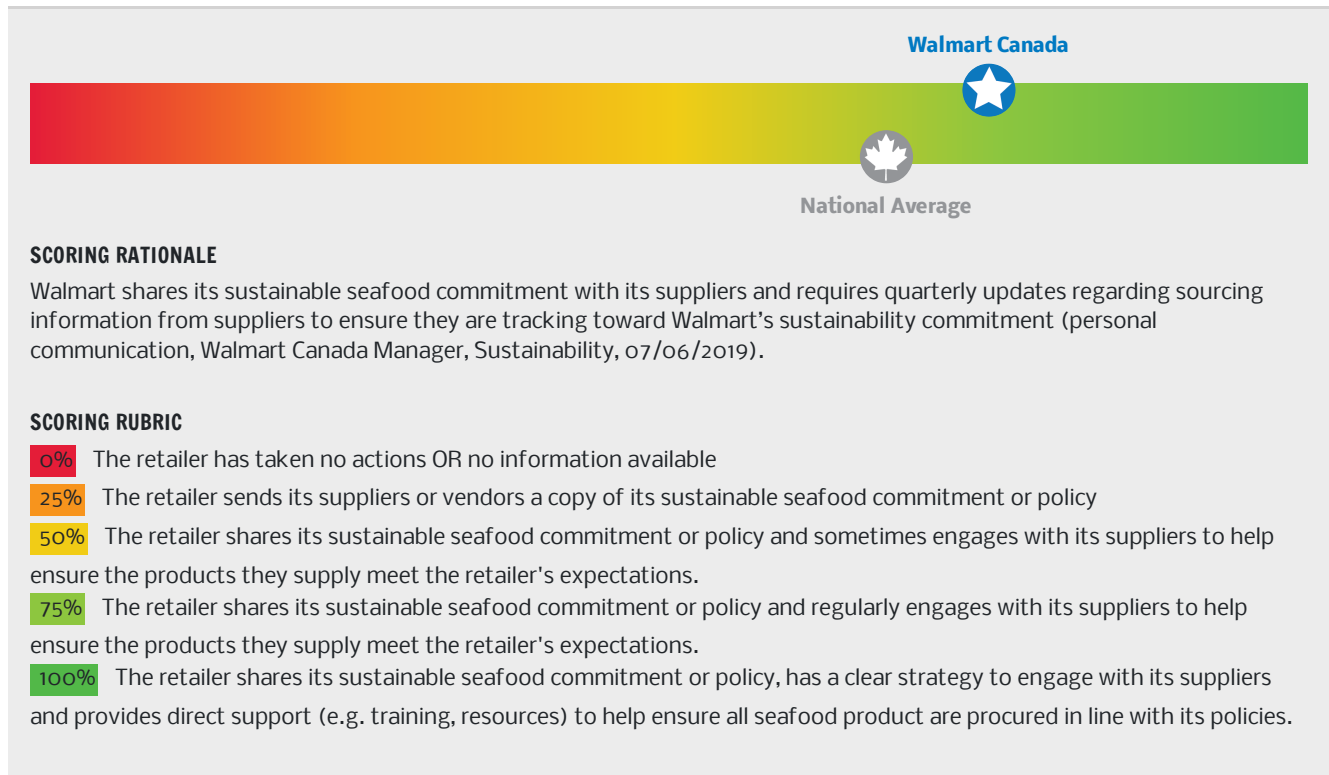 Walmart Canada
National Average
SCORING RATIONALE
Walmart shares its sustainable seafood commitment with its suppliers and requires quarterly updates regarding sourcing
information from suppliers to ensure they are tracking toward Walmart's sustainability commitment (personal
communication, Walmart Canada Manager, Sustainability, 07/06/2019).
SCORING RUBRIC
0% The retailer has taken no actions OR no information available
25% The retailer sends its suppliers or vendors a copy of its sustainable seafood commitment or policy
50% The retailer shares its sustainable seafood commitment or policy and sometimes engages with its suppliers to help
ensure the products they supply meet the retailer's expectations.
75% The retailer shares its sustainable seafood commitment or policy and regularly engages with its suppliers to help
ensure the products they supply meet the retailer's expectations.
100% The retailer shares its sustainable seafood commitment or policy, has a clear strategy to engage with its suppliers
and provides direct support (e.g. training, resources) to help ensure all seafood product are procured in line with its policies.